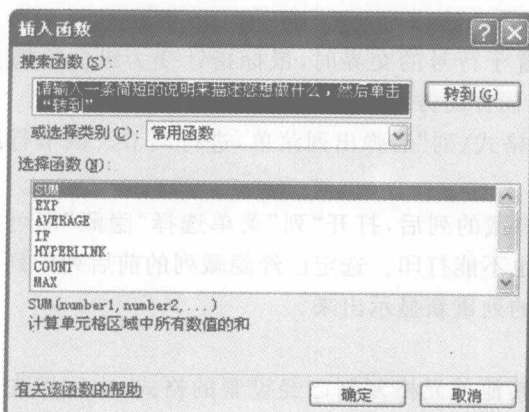 插入函数
搜索函数(S):
请输入一条简短的说明来描述您想做什么，然后单击
“转到”
转到(G)
或选择类别(C): 常用函数
选择函数(N):
SUM
EXP
AVERAGE
IF
HYPERLINK
COUNT
MAX
SUM(number1,number2,...)
计算单元格区域中所有数值的和
有关该函数的帮助
确定
取消